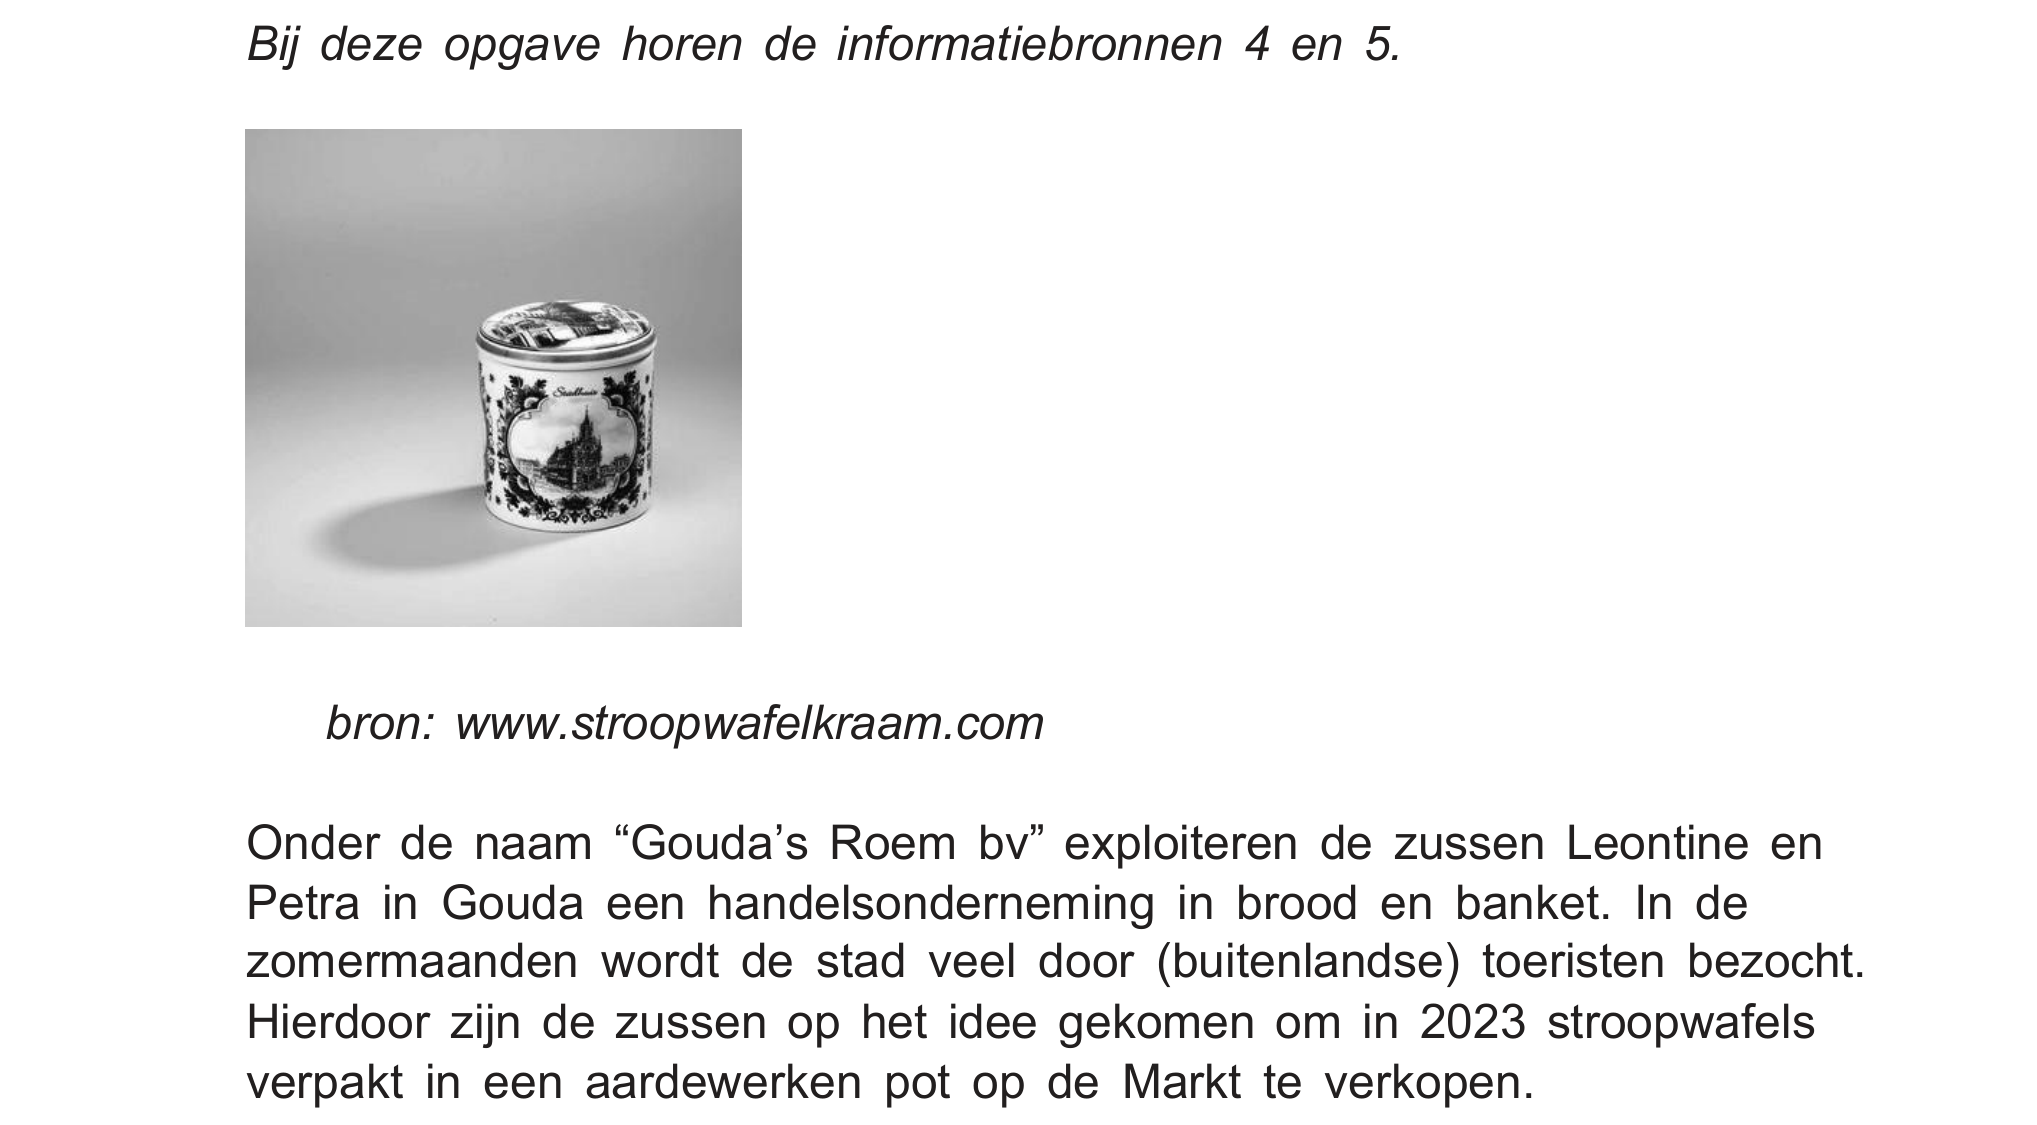 Bij deze opgave horen de informatiebronnen 4 en 5.
Stadhuis
bron: www.stroopwafelkraam.com
Onder de naam “Gouda’s Roem bv” exploiteren de zussen Leontine en
Petra in Gouda een handelsonderneming in brood en banket. In de
zomermaanden wordt de stad veel door (buitenlandse) toeristen bezocht.
Hierdoor zijn de zussen op het idee gekomen om in 2023 stroopwafels
verpakt in een aardewerken pot op de Markt te verkopen.